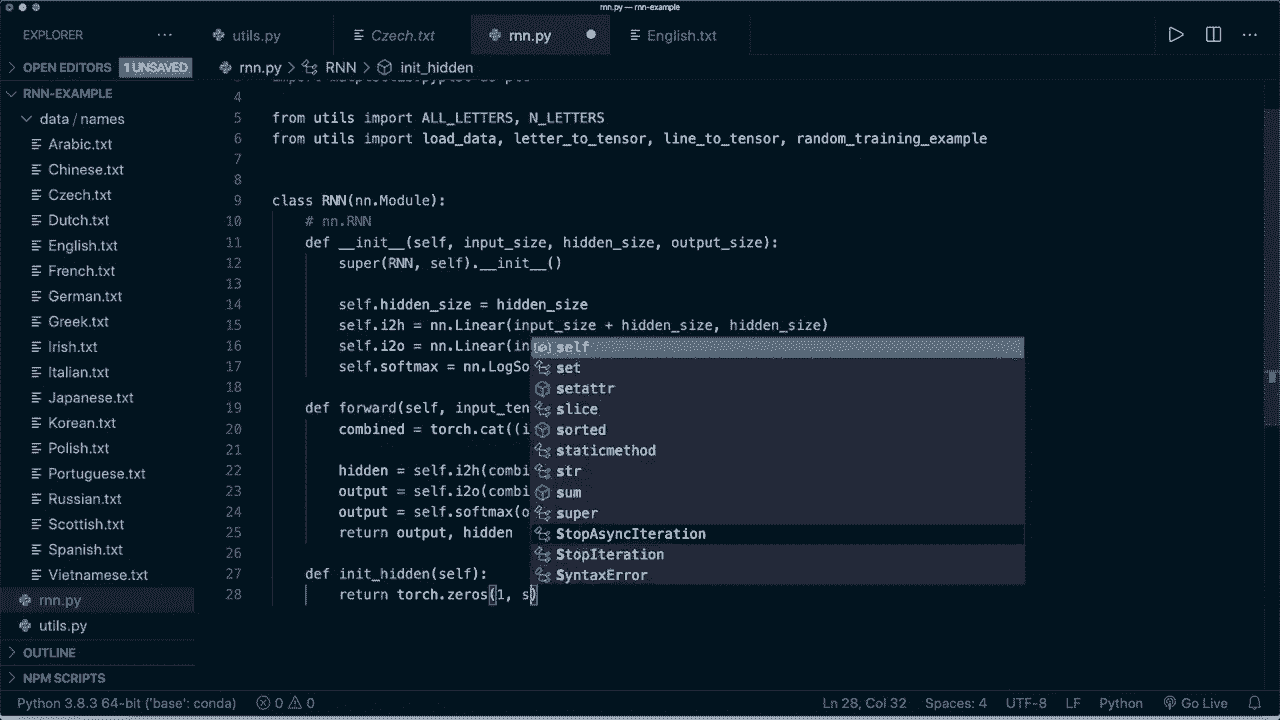 rnn.py — rnn-example
EXPLORER ...
utils.py Czech.txt rnn.py English.txt ...
OPEN EDITORS 1 UNSAVED
rnn.py > RNN > init_hidden
RNN-EXAMPLE
data / names
Arabic.txt
Chinese.txt
Czech.txt
Dutch.txt
English.txt
French.txt
German.txt
Greek.txt
Irish.txt
Italian.txt
Japanese.txt
Korean.txt
Polish.txt
Portuguese.txt
Russian.txt
Scottish.txt
Spanish.txt
Vietnamese.txt
rnn.py
utils.py
OUTLINE
NPM SCRIPTS
4
5 from utils import ALL_LETTERS, N_LETTERS
6 from utils import load_data, letter_to_tensor, line_to_tensor, random_training_example
7
8
9 class RNN(nn.Module):
10 # nn.RNN
11 def __init__(self, input_size, hidden_size, output_size):
12 super(RNN, self).__init__()
13
14 self.hidden_size = hidden_size
15 self.i2h = nn.Linear(input_size + hidden_size, hidden_size)
16 self.i2o = nn.Linear(in
17 self.softmax = nn.LogSo
18
19 def forward(self, input_ten
20 combined = torch.cat((i
21
22 hidden = self.i2h(combi
23 output = self.i2o(combi
24 output = self.softmax(o
25 return output, hidden
26
27 def init_hidden(self):
28 return torch.zeros(1, s)
self
set
setattr
slice
sorted
staticmethod
str
sum
super
StopAsyncIteration
StopIteration
SyntaxError
Python 3.8.3 64-bit ('base': conda) 0 0 Ln 28, Col 32 Spaces: 4 UTF-8 LF Python Go Live